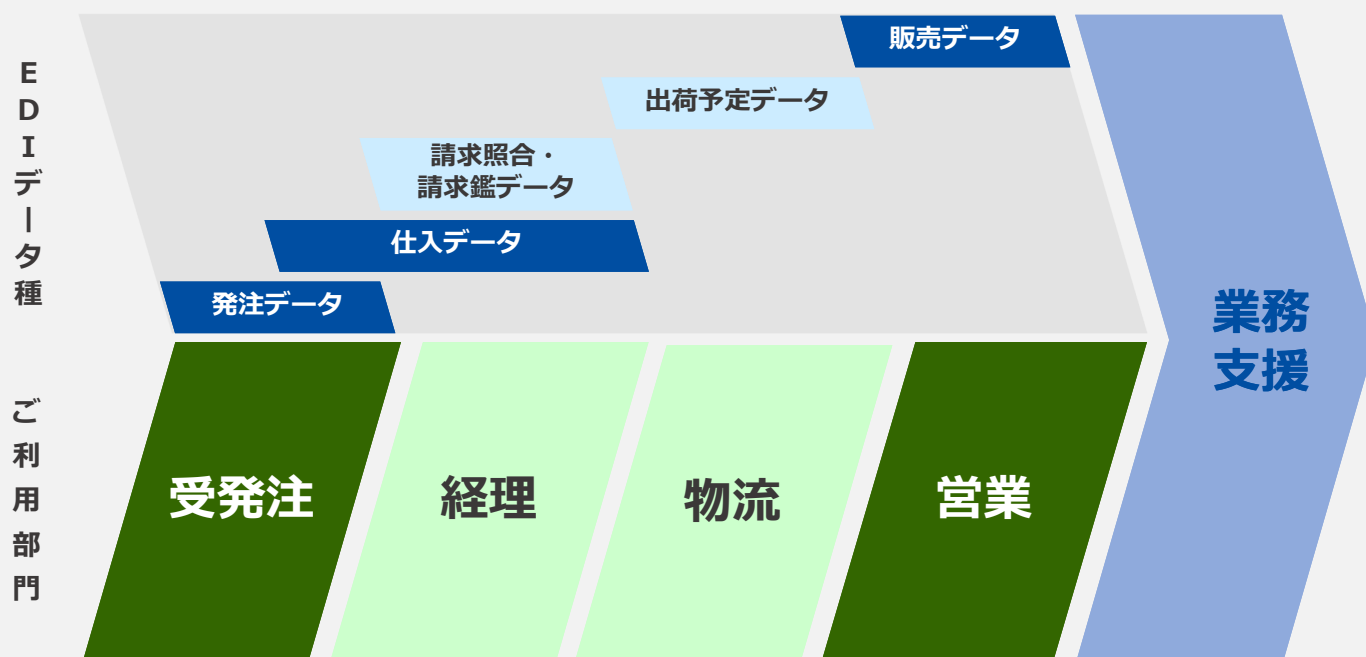 EDIデータ種
販売データ
出荷予定データ
請求照合・
請求鑑データ
仕入データ
発注データ
業務
支援
ご利用部門
受発注
経理
物流
営業